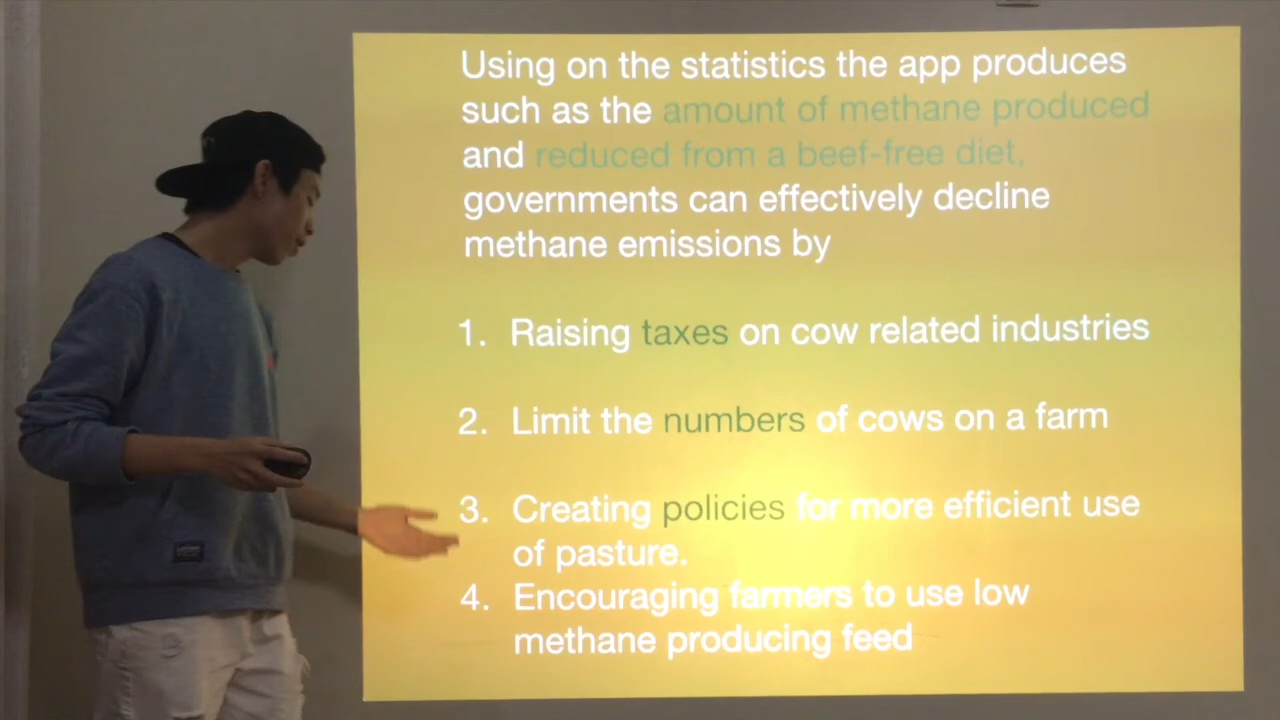 Using on the statistics the app produces
such as the amount of methane produced
and reduced from a beef-free diet,
governments can effectively decline
methane emissions by
1. Raising taxes on cow related industries
2. Limit the numbers of cows on a farm
3. Creating policies for more efficient use
of pasture.
4. Encouraging farmers to use low
methane producing feed